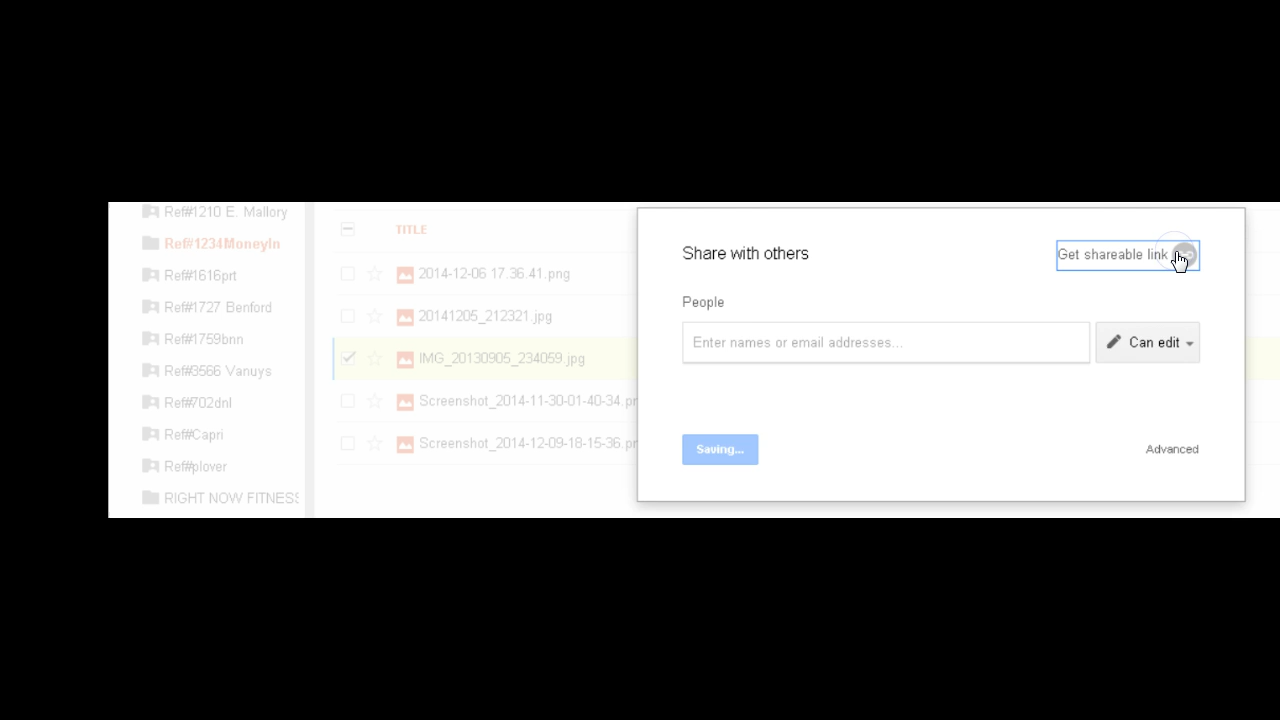 Ref#1210 E. Mallory
Ref#1234MoneyIn
Ref#1616prt
Ref#1727 Benford
Ref#1759bnn
Ref#3566 Vanuys
Ref#702dnl
Ref#Capri
Ref#plover
RIGHT NOW FITNESS
TITLE
2014-12-06 17.36.41.png
20141205_212321.jpg
IMG_20130905_234059.jpg
Screenshot_2014-11-30-01-40-34.pn
Screenshot_2014-12-09-18-15-36.pn
Share with others
Get shareable link
People
Enter names or email addresses...
Can edit
Saving...
Advanced